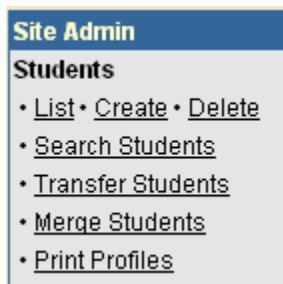 Site Admin
Students
• List • Create • Delete
• Search Students
• Transfer Students
• Merge Students
• Print Profiles